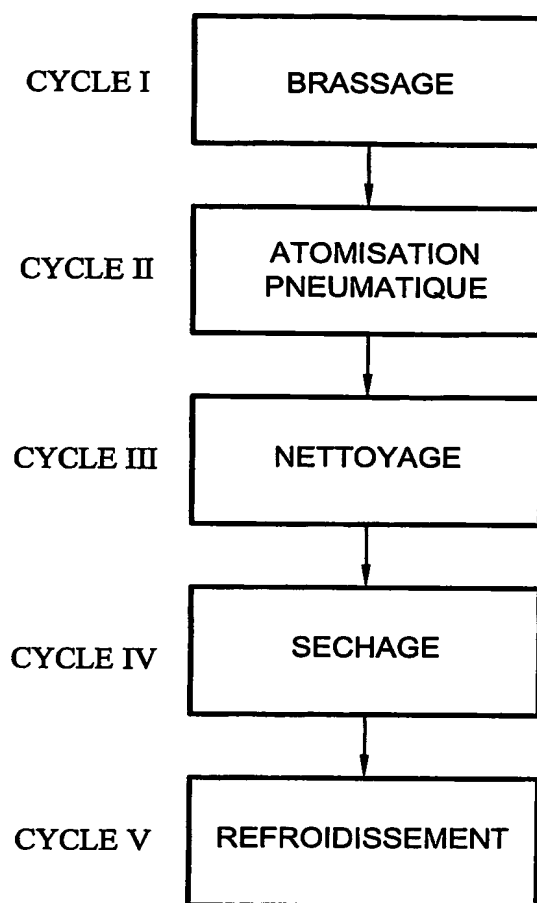 CYCLE I
BRASSAGE
CYCLE II
ATOMISATION
PNEUMATIQUE
CYCLE III
NETTOYAGE
CYCLE IV
SECHAGE
CYCLE V
REFROIDISSEMENT